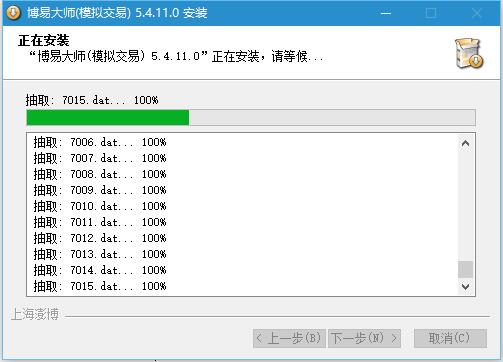 博易大师(模拟交易) 5.4.11.0 安装
正在安装
“博易大师(模拟交易) 5.4.11.0”正在安装，请等候...
抽取: 7015.dat... 100%
抽取: 7006.dat... 100%
抽取: 7007.dat... 100%
抽取: 7008.dat... 100%
抽取: 7009.dat... 100%
抽取: 7010.dat... 100%
抽取: 7011.dat... 100%
抽取: 7012.dat... 100%
抽取: 7013.dat... 100%
抽取: 7014.dat... 100%
抽取: 7015.dat... 100%
上海澎博
< 上一步(B) 下一步(N) > 取消(C)